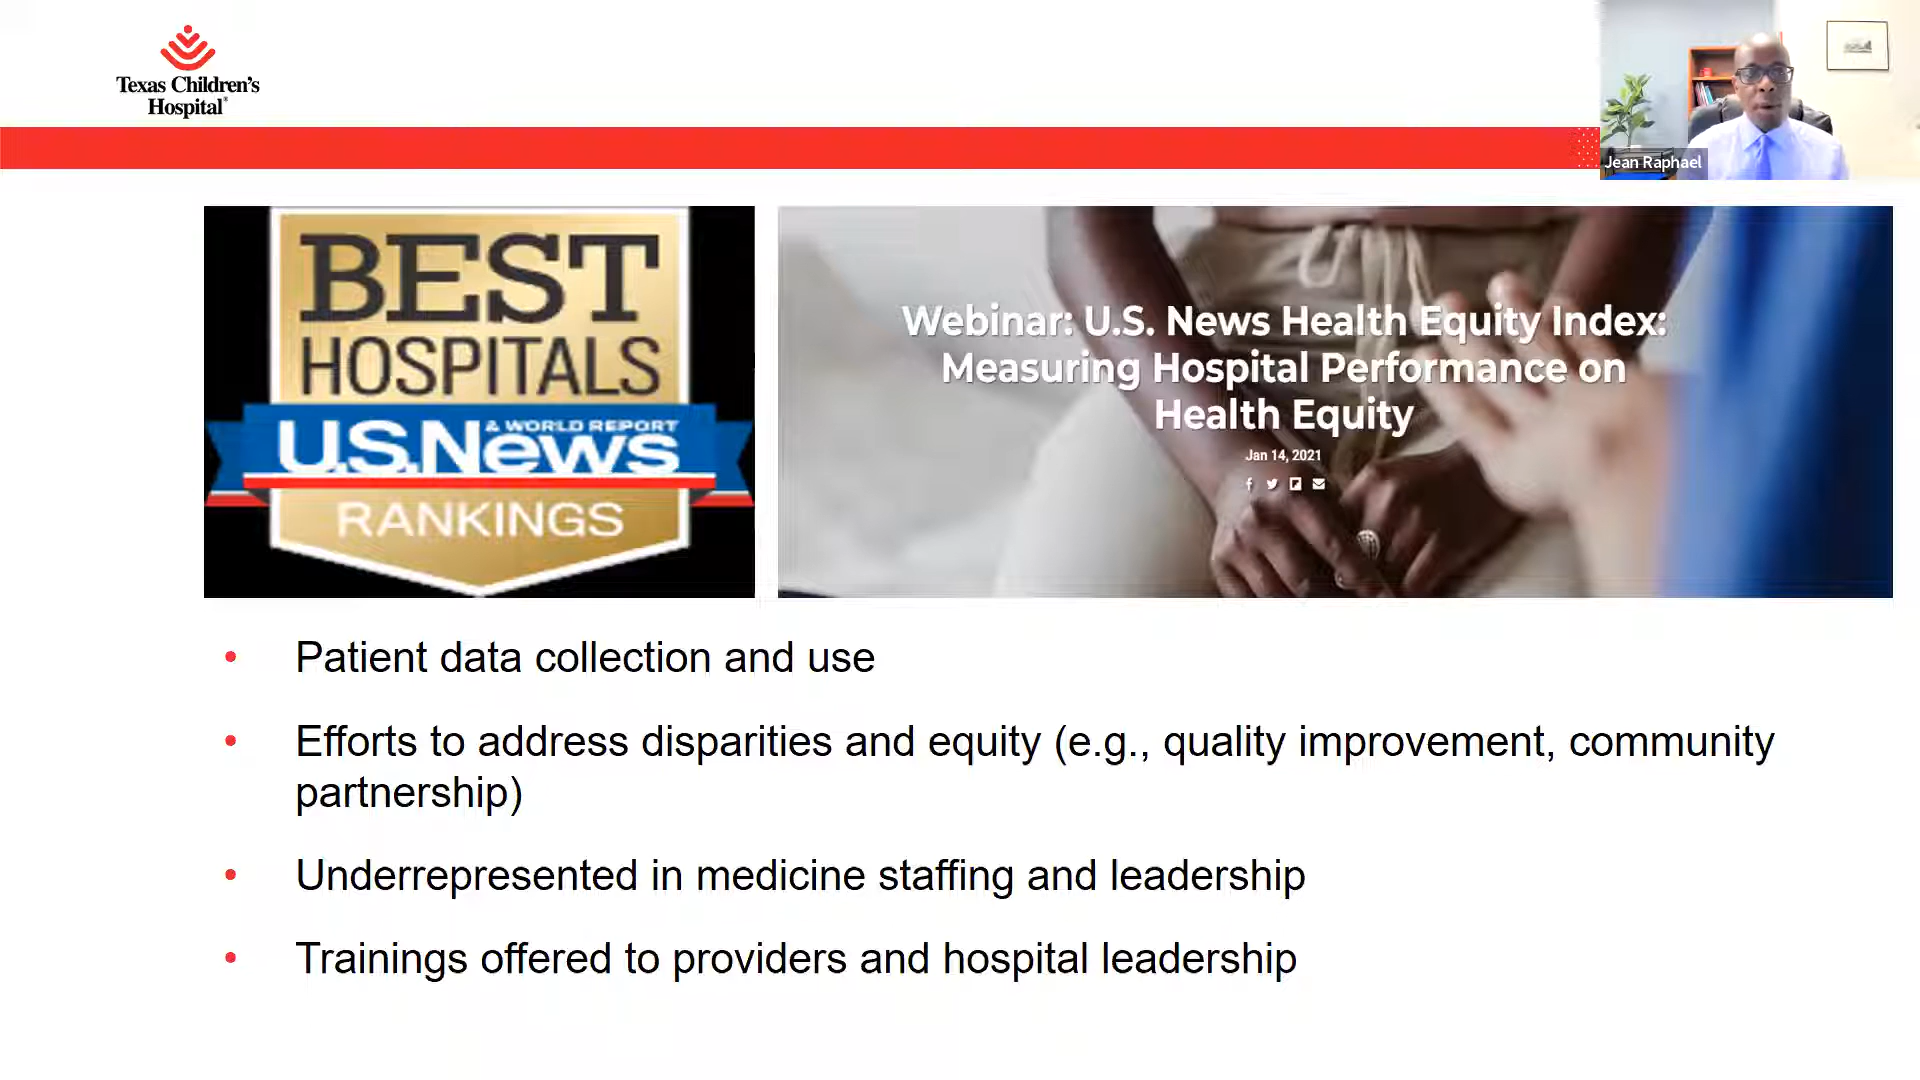 Texas Children's
Hospital®
Jean Raphael
BEST
HOSPITALS
U.S.News
& WORLD REPORT
RANKINGS
Webinar: U.S. News Health Equity Index:
Measuring Hospital Performance on
Health Equity
Jan 14, 2021
• Patient data collection and use
• Efforts to address disparities and equity (e.g., quality improvement, community
partnership)
• Underrepresented in medicine staffing and leadership
• Trainings offered to providers and hospital leadership